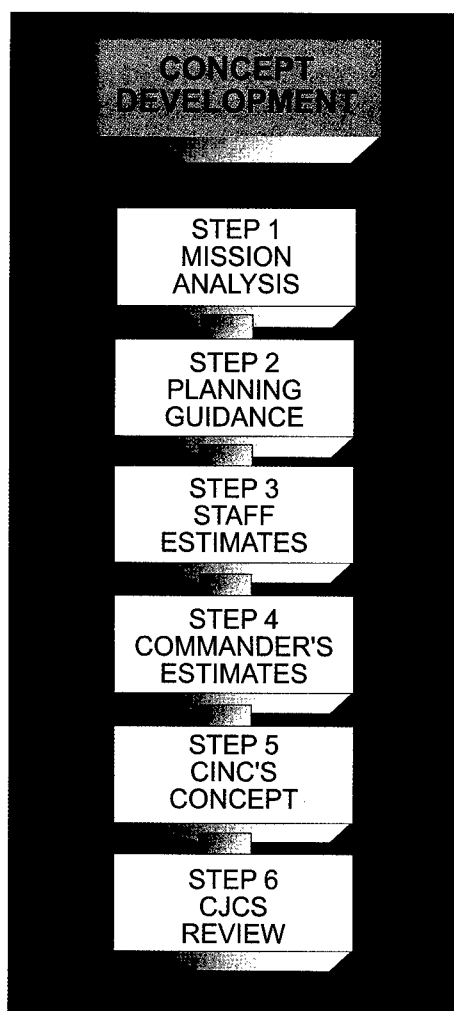 CONCEPT
DEVELOPMENT
STEP 1
MISSION
ANALYSIS
STEP 2
PLANNING
GUIDANCE
STEP 3
STAFF
ESTIMATES
STEP 4
COMMANDER'S
ESTIMATES
STEP 5
CINC'S
CONCEPT
STEP 6
CJCS
REVIEW